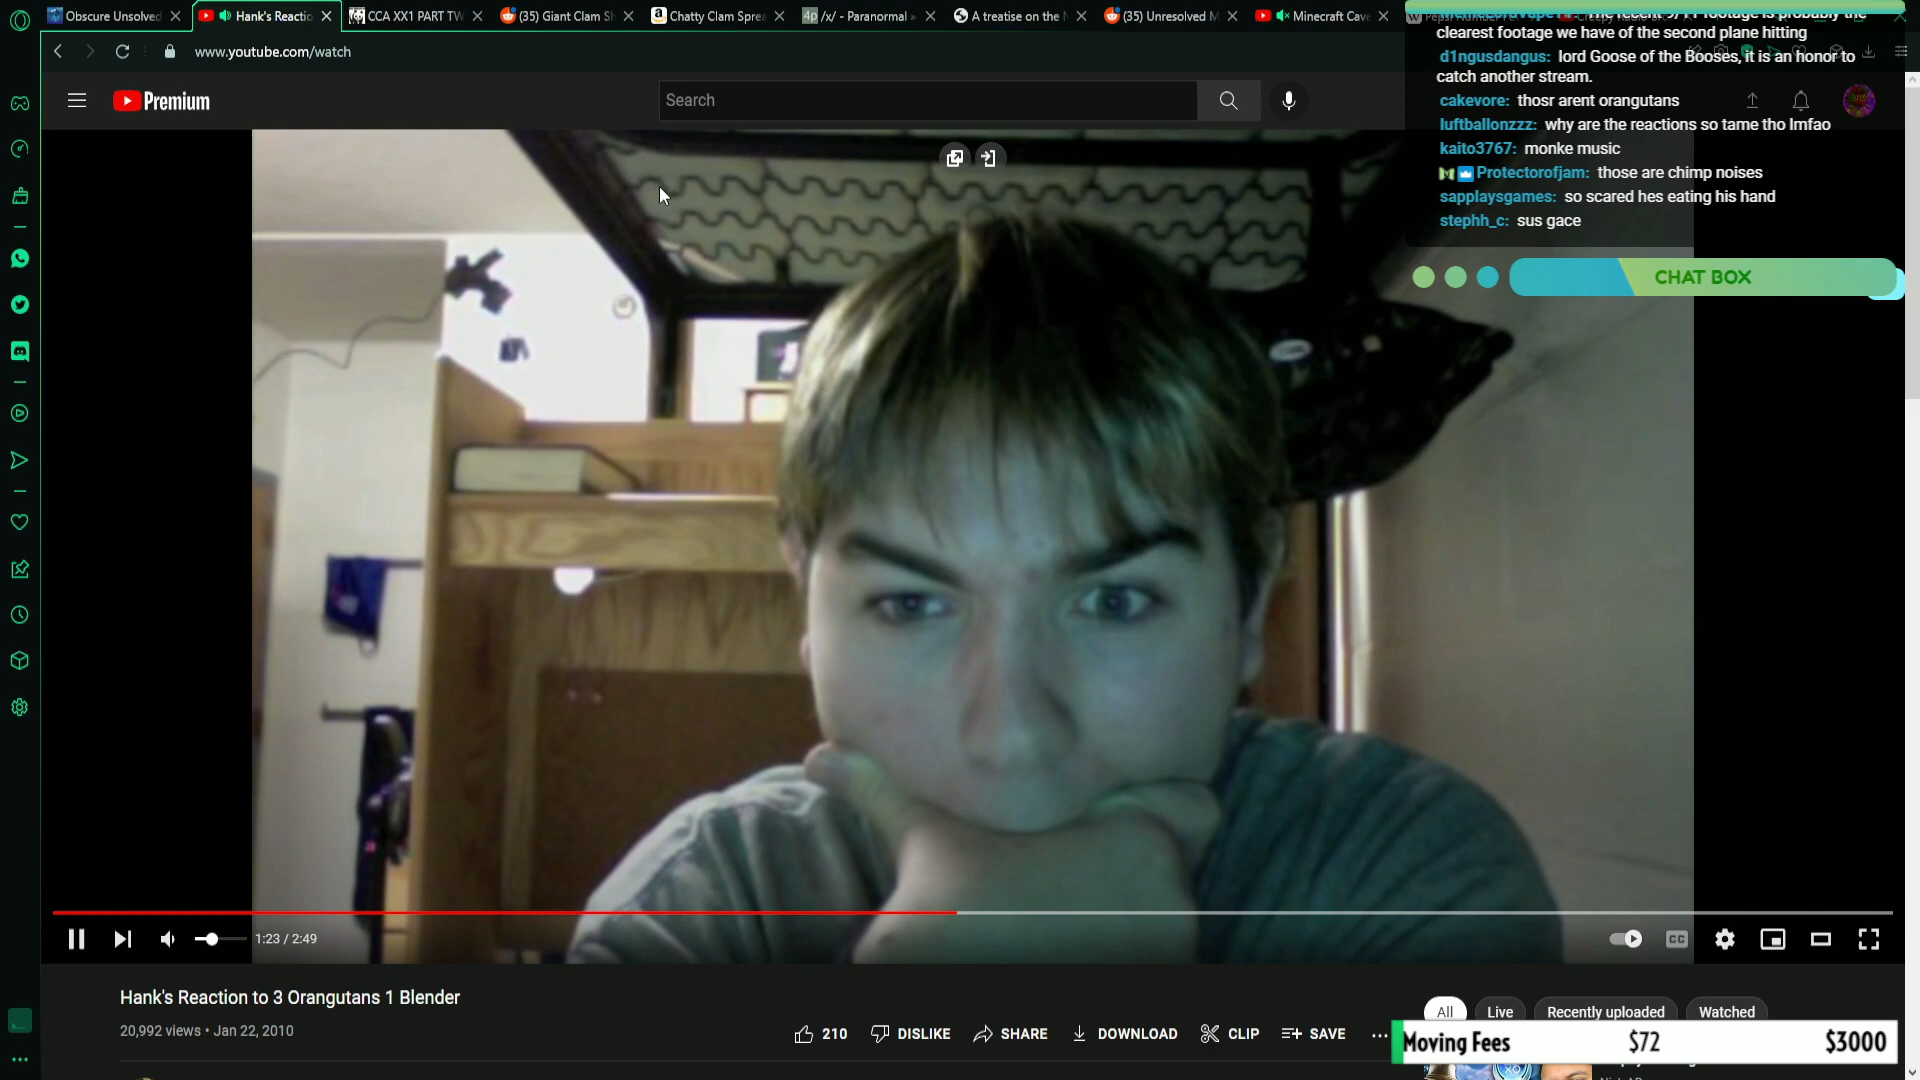 Obscure Unsolved
Hank's Reactio
CCA XX1 PART TW
(35) Giant Clam Sh
Chatty Clam Sprea
4p /x/ - Paranormal »
A treatise on the N
(35) Unresolved M
Minecraft Cave
www.youtube.com/watch
Premium
Search
clearest footage we have of the second plane hitting
d1ngusdangus: lord Goose of the Booses, it is an honor to
catch another stream.
cakevore: thosr arent orangutans
luftballonzzz: why are the reactions so tame tho lmfao
kaito3767: monke music
Protectorofjam: those are chimp noises
sapplaysgames: so scared hes eating his hand
stephh_c: sus gace
CHAT BOX
1:23 / 2:49
CC
Hank's Reaction to 3 Orangutans 1 Blender
20,992 views • Jan 22, 2010
210 DISLIKE SHARE DOWNLOAD CLIP SAVE
All Live Recently uploaded Watched
Moving Fees $72 $3000